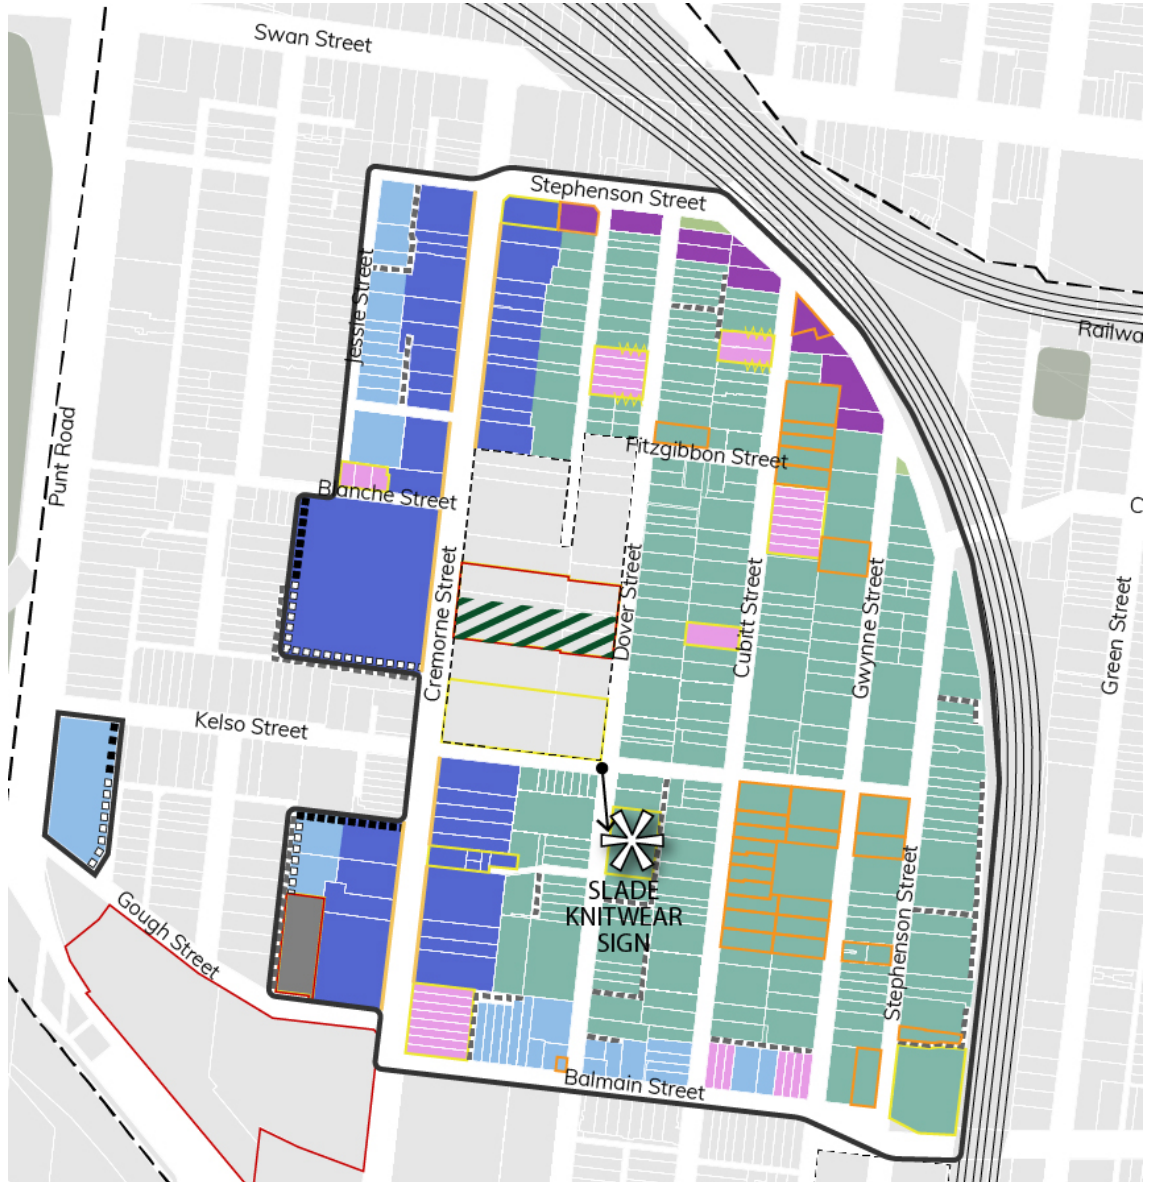 Swan Street
Stephenson Street
Jessie Street
Railwa
Punt Road
Fitzgibbon Street
Blanche Street
C
Cremorne Street
Dover Street
Cubitt Street
Gwynne Street
Green Street
Kelso Street
SLADE
KNITWEAR
SIGN
Gough Street
Stephenson Street
Balmain Street